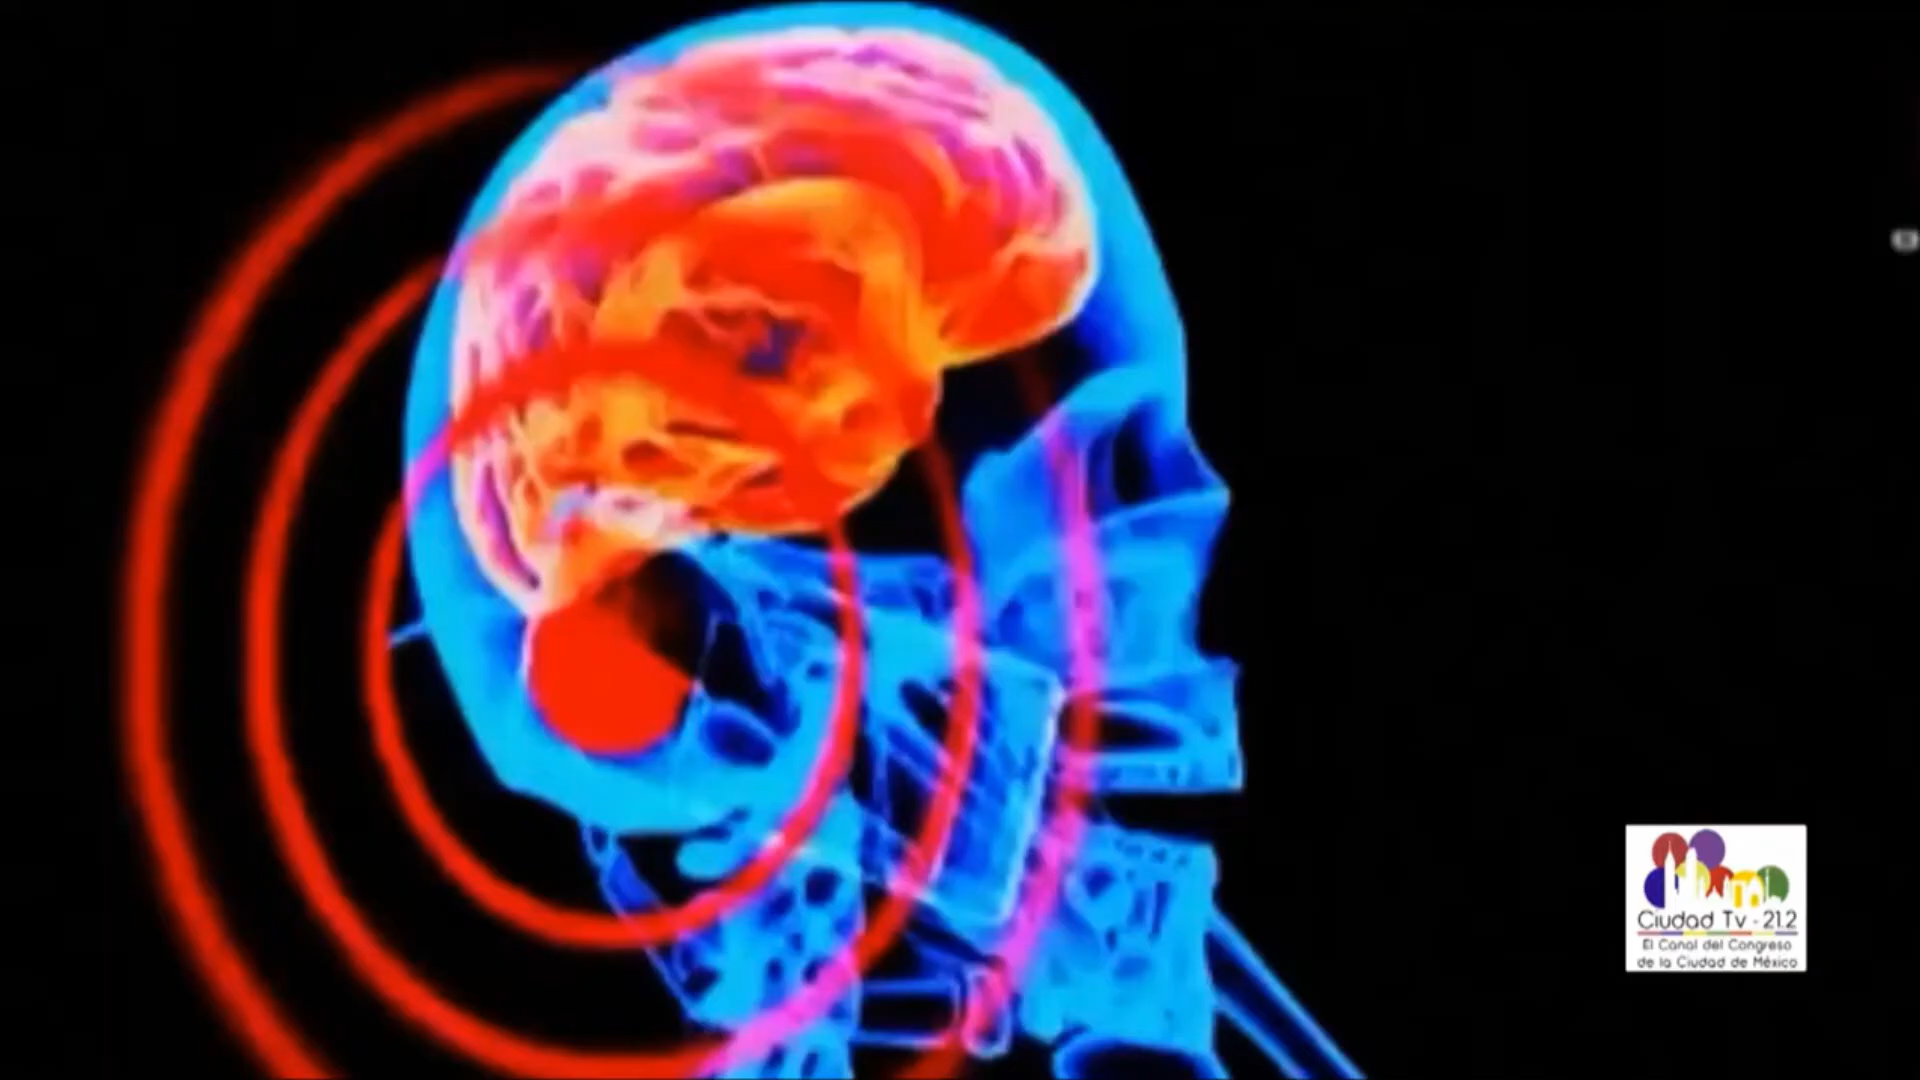 Ciudad Tv - 21.2
El Canal del Congreso
de la Ciudad de México